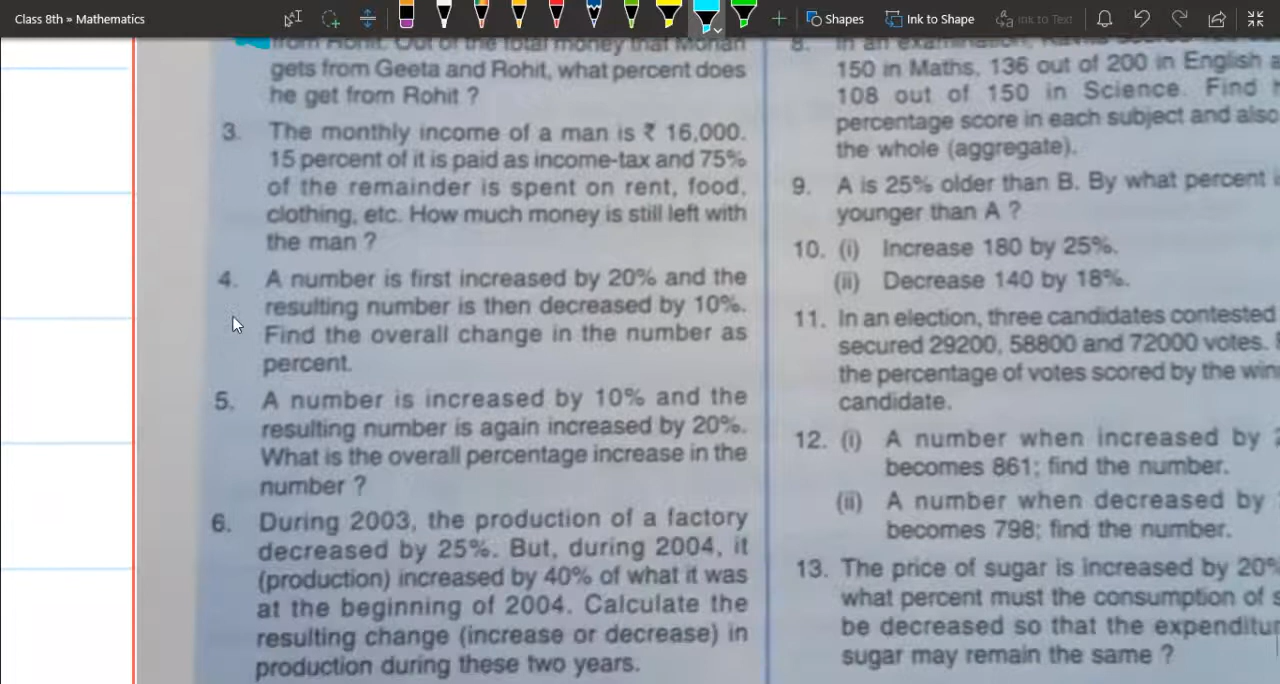 Class 8th » Mathematics
Shapes
Ink to Shape
Ink to Text
from Rohit. Out of the total money that Mohan
gets from Geeta and Rohit, what percent does
he get from Rohit ?
3. The monthly income of a man is ₹ 16,000.
15 percent of it is paid as income-tax and 75%
of the remainder is spent on rent, food,
clothing, etc. How much money is still left with
the man ?
4. A number is first increased by 20% and the
resulting number is then decreased by 10%.
Find the overall change in the number as
percent.
5. A number is increased by 10% and the
resulting number is again increased by 20%.
What is the overall percentage increase in the
number ?
6. During 2003, the production of a factory
decreased by 25%. But, during 2004, it
(production) increased by 40% of what it was
at the beginning of 2004. Calculate the
resulting change (increase or decrease) in
production during these two years.
8. In an examination,
150 in Maths, 136 out of 200 in English
108 out of 150 in Science. Find
percentage score in each subject and also
the whole (aggregate).
9. A is 25% older than B. By what percent
younger than A ?
10. (i) Increase 180 by 25%.
(ii) Decrease 140 by 18%.
11. In an election, three candidates contested
secured 29200, 58800 and 72000 votes.
the percentage of votes scored by the
candidate.
12. (i) A number when increased by
becomes 861; find the number.
(ii) A number when decreased by
becomes 798; find the number.
13. The price of sugar is increased by 20%
what percent must the consumption of
be decreased so that the
sugar may remain the same ?